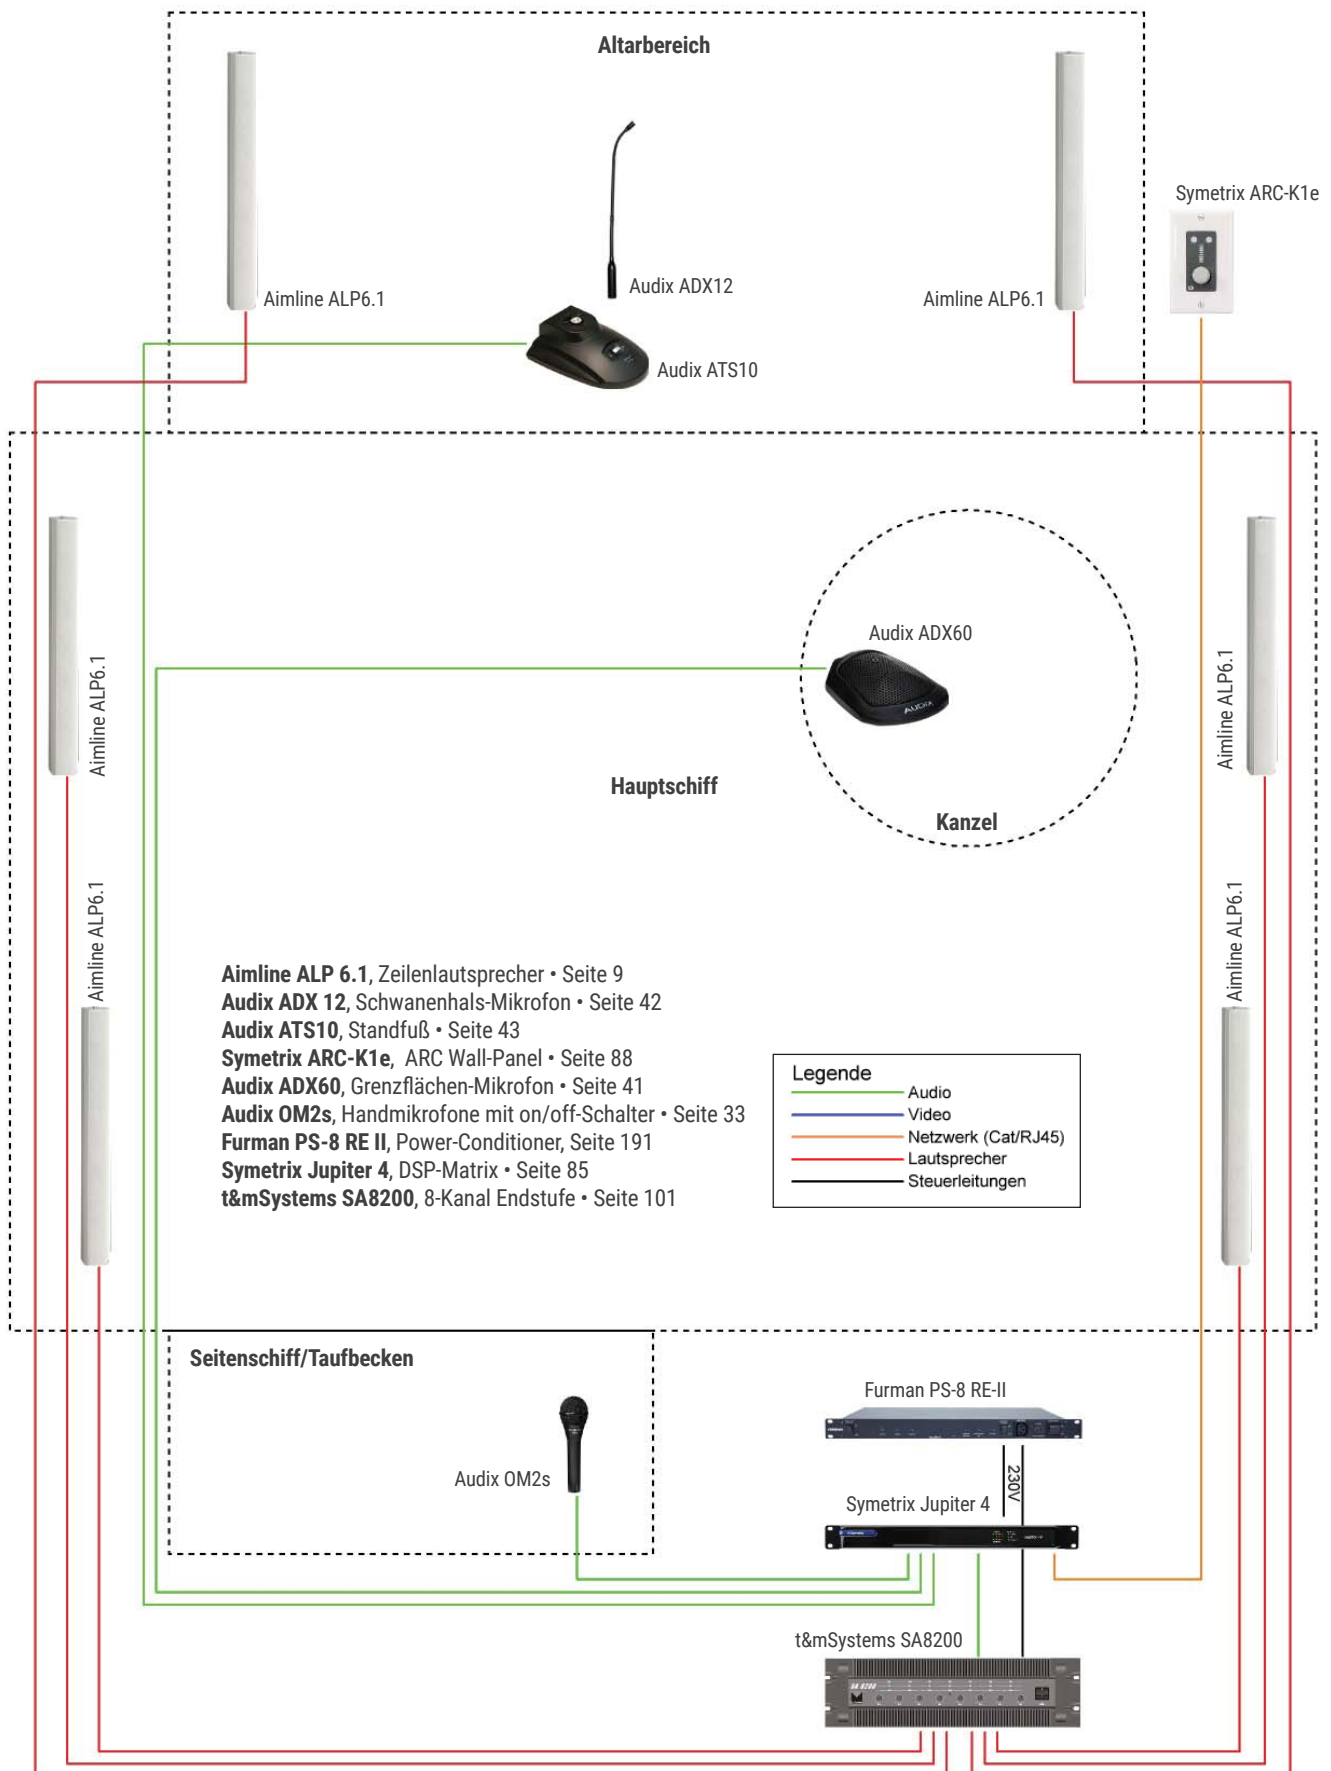 Altarbereich
Symetrix ARC-K1e
Audix ADX12
Aimline ALP6.1
Aimline ALP6.1
Audix ATS10
Audix ADX60
AUDIX
Aimline ALP6.1
Aimline ALP6.1
Hauptschiff
Kanzel
Aimline ALP6.1
Aimline ALP6.1
Aimline ALP 6.1, Zeilenlautsprecher • Seite 9
Audix ADX 12, Schwanenhals-Mikrofon • Seite 42
Audix ATS10, Standfuß • Seite 43
Symetrix ARC-K1e, ARC Wall-Panel • Seite 88
Audix ADX60, Grenzflächen-Mikrofon • Seite 41
Audix OM2s, Handmikrofone mit on/off-Schalter • Seite 33
Furman PS-8 RE II, Power-Conditioner, Seite 191
Symetrix Jupiter 4, DSP-Matrix • Seite 85
t&mSystems SA8200, 8-Kanal Endstufe • Seite 101
Legende
Audio
Video
Netzwerk (Cat/RJ45)
Lautsprecher
Steuerleitungen
Seitenschiff/Taufbecken
Furman PS-8 RE-II
Audix OM2s
230V
Symetrix Jupiter 4
t&mSystems SA8200
SA 8200